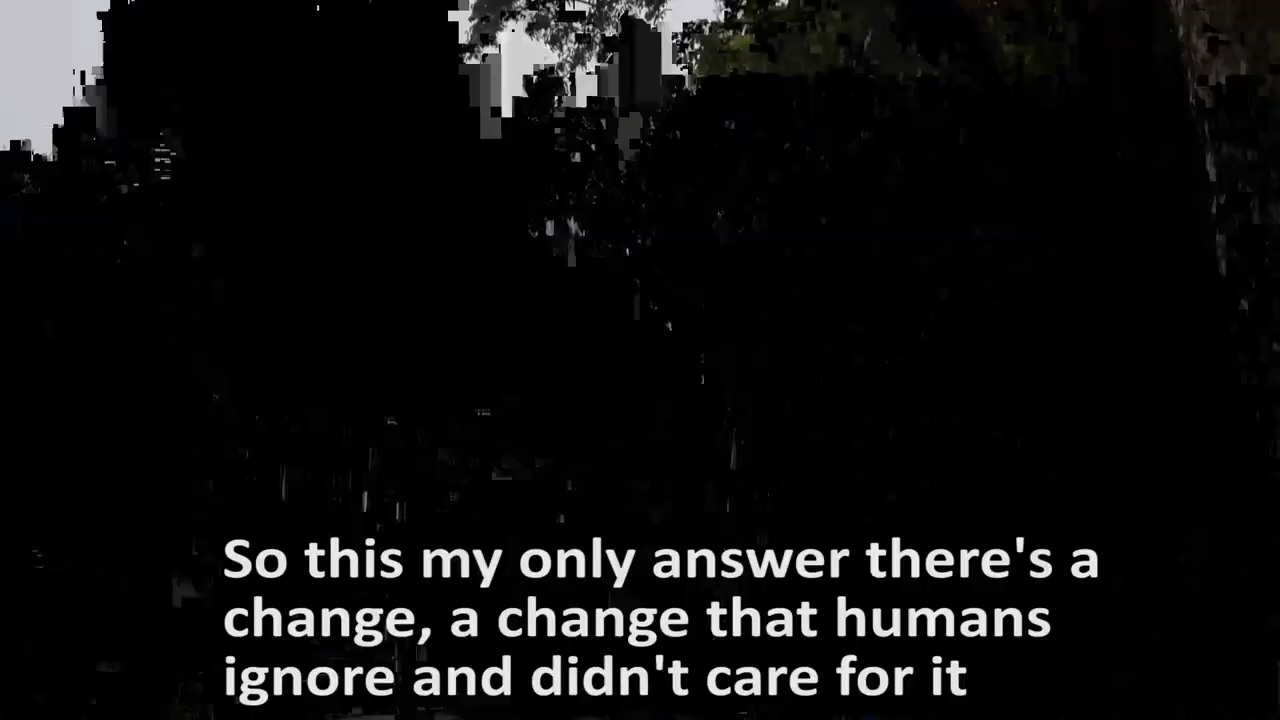 So this my only answer there's a
change, a change that humans
ignore and didn't care for it